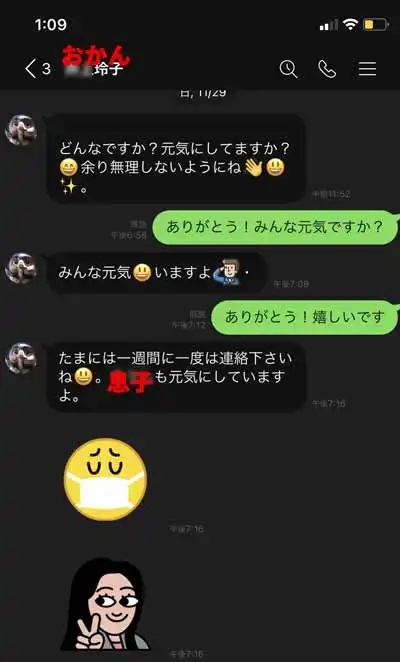 1:09
おかん
3 玲子
日, 11/29
どんなですか？元気にしてますか？
😄余り無理しないようにね👋😃
✨。
午前11:52
既読
午後6:58
ありがとう！みんな元気ですか？
みんな元気😃いますよ💂・
午後7:09
既読
午後7:12
ありがとう！嬉しいです
たまには一週間に一度は連絡下さい
ね😃。息子も元気にしています
よ。
午後7:16
午後7:16
午後7:16